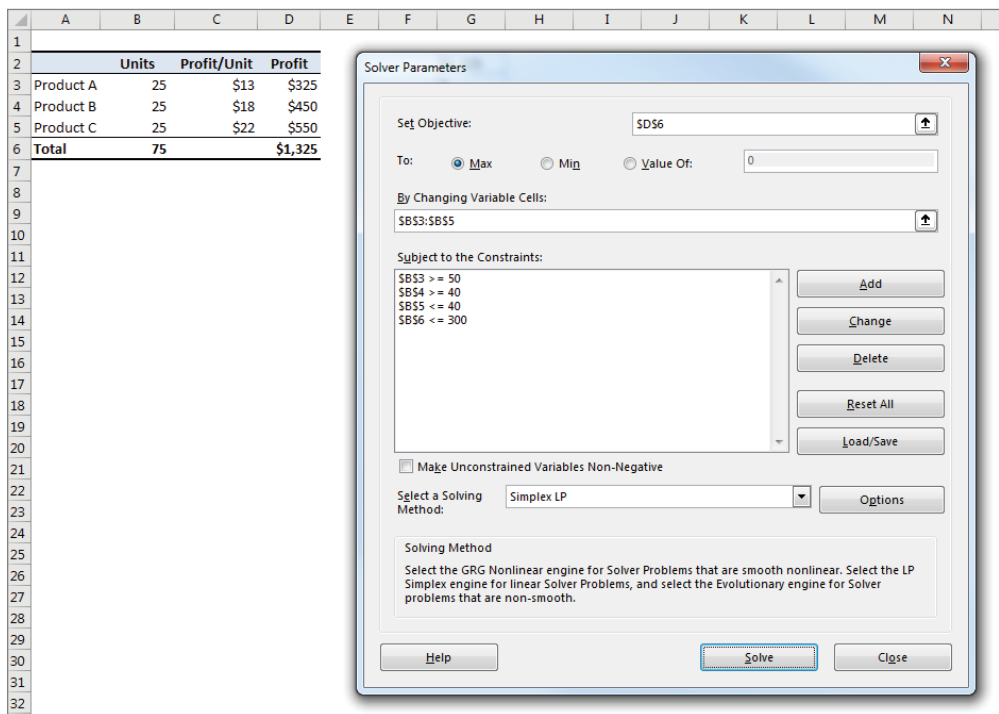 A B C D E F G H I J K L M N
1
2 Units Profit/Unit Profit
3 Product A 25 $13 $325
4 Product B 25 $18 $450
5 Product C 25 $22 $550
6 Total 75 $1,325
7
8
9
10
11
12
13
14
15
16
17
18
19
20
21
22
23
24
25
26
27
28
29
30
31
32
Solver Parameters
Set Objective: $D$6
To: Max Min Value Of: 0
By Changing Variable Cells:
$B$3:$B$5
Subject to the Constraints:
$B$3 >= 50
$B$4 >= 40
$B$5 <= 40
$B$6 <= 300
Add
Change
Delete
Reset All
Load/Save
Make Unconstrained Variables Non-Negative
Select a Solving
Method:
Simplex LP
Options
Solving Method
Select the GRG Nonlinear engine for Solver Problems that are smooth nonlinear. Select the LP
Simplex engine for linear Solver Problems, and select the Evolutionary engine for Solver
problems that are non-smooth.
Help
Solve
Close